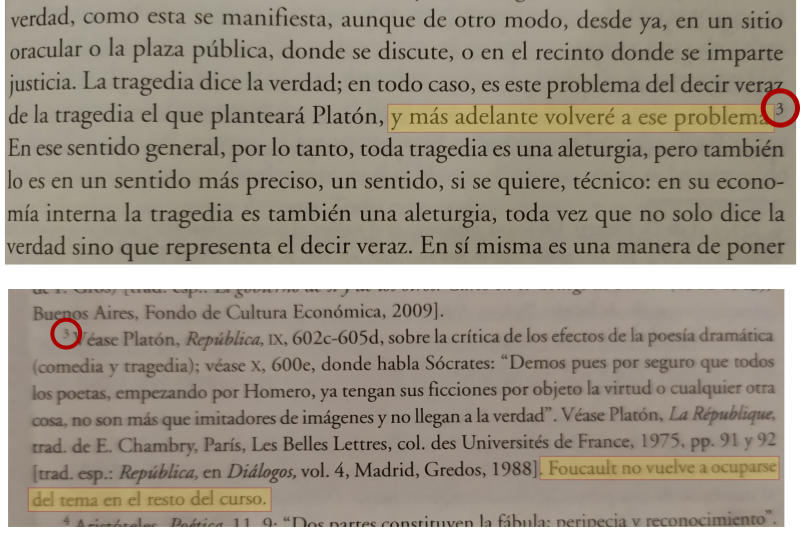 verdad, como esta se manifiesta, aunque de otro modo, desde ya, en un sitio
oracular o la plaza pública, donde se discute, o en el recinto donde se imparte
justicia. La tragedia dice la verdad; en todo caso, es este problema del decir veraz
de la tragedia el que planteará Platón, y más adelante volveré a ese problema.3
En ese sentido general, por lo tanto, toda tragedia es una aleturgia, pero también
lo es en un sentido más preciso, un sentido, si se quiere, técnico: en su econo-
mía interna la tragedia es también una aleturgia, toda vez que no solo dice la
verdad sino que representa el decir veraz. En sí misma es una manera de poner
Buenos Aires, Fondo de Cultura Económica, 2009].
3 Véase Platón, República, IX, 602c-605d, sobre la crítica de los efectos de la poesía dramática
(comedia y tragedia); véase X, 600e, donde habla Sócrates: “Demos pues por seguro que todos
los poetas, empezando por Homero, ya tengan sus ficciones por objeto la virtud o cualquier otra
cosa, no son más que imitadores de imágenes y no llegan a la verdad”. Véase Platón, La République,
trad. de E. Chambry, París, Les Belles Lettres, col. des Universités de France, 1975, pp. 91 y 92
[trad. esp.: República, en Diálogos, vol. 4, Madrid, Gredos, 1988]. Foucault no vuelve a ocuparse
del tema en el resto del curso.
4 Aristóteles, Poética, 11, 9: “Dos partes constituyen la fábula: peripecia y reconocimiento”.